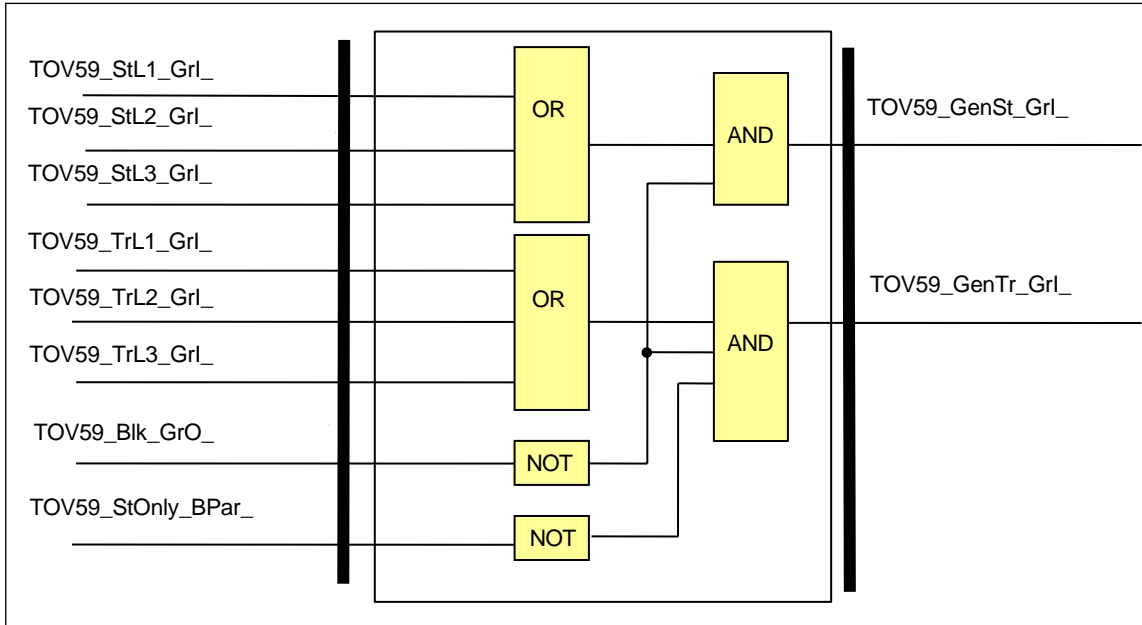 TOV59_StL1_GrI_
TOV59_StL2_GrI_
TOV59_StL3_GrI_
TOV59_TrL1_GrI_
TOV59_TrL2_GrI_
TOV59_TrL3_GrI_
TOV59_Blk_GrO_
TOV59_StOnly_BPar_
OR
OR
NOT
NOT
AND
AND
TOV59_GenSt_GrI_
TOV59_GenTr_GrI_